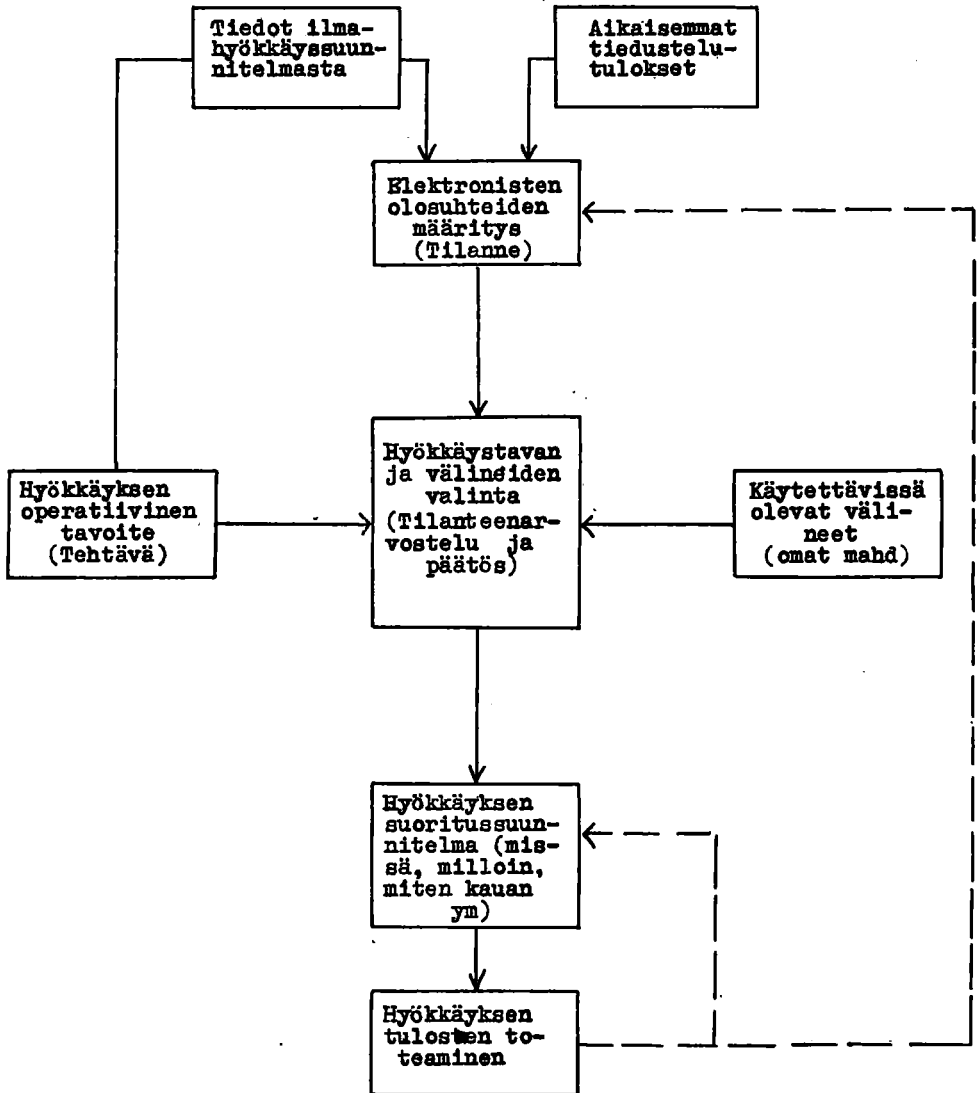 Tiedot ilma-
hyökkäyssuun-
nitelmasta
Aikaisemmat
tiedustelu-
tulokset
Elektronisten
olosuhteiden
määritys
(Tilanne)
Hyökkäyksen
operatiivinen
tavoite
(Tehtävä)
Hyökkäystavan
ja välineiden
valinta
(Tilanteenar-
vostelu ja
päätös)
Käytettävissä
olevat väli-
neet
(omat mahd)
Hyökkäyksen
suoritussuun-
nitelma (mis-
sä, milloin,
miten kauan
ym)
Hyökkäyksen
tulosten to-
teaminen